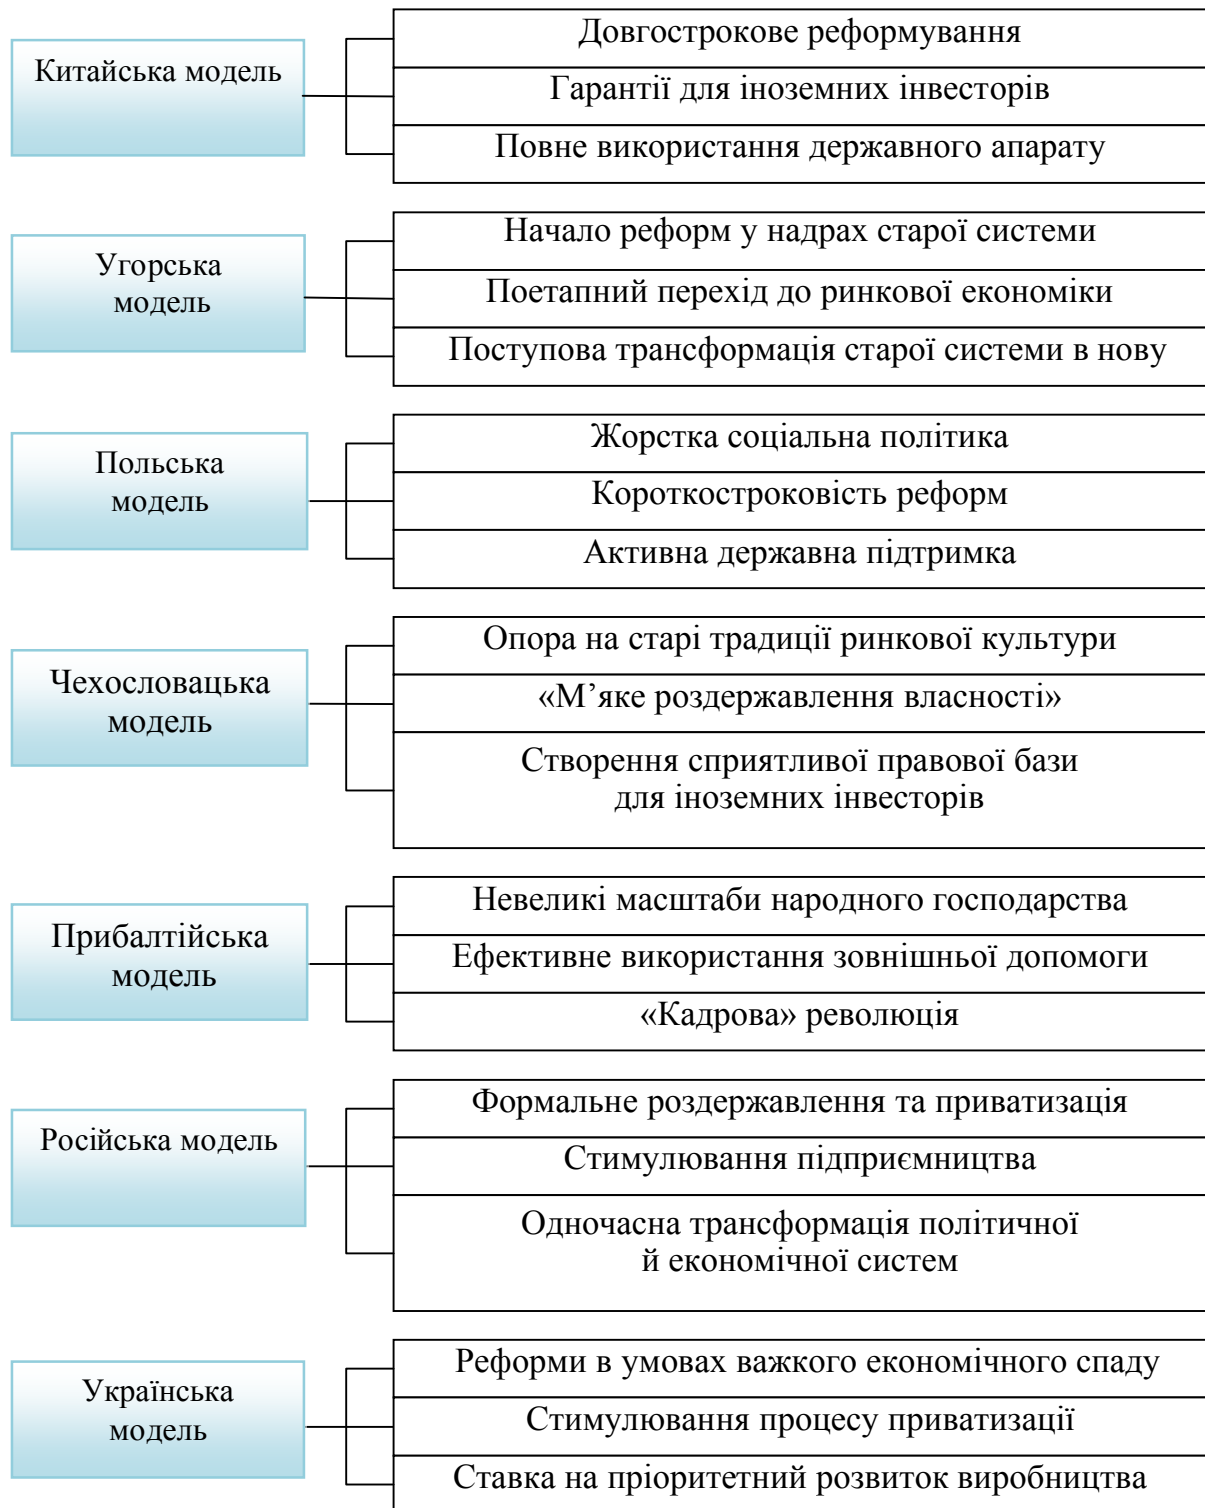 Китайська модель
Довгострокове реформування
Гарантії для іноземних інвесторів
Повне використання державного апарату
Угорська
модель
Начало реформ у надрах старої системи
Поетапний перехід до ринкової економіки
Поступова трансформація старої системи в нову
Польська
модель
Жорстка соціальна політика
Короткостроковість реформ
Активна державна підтримка
Чехословацька
модель
Опора на старі традиції ринкової культури
«М’яке роздержавлення власності»
Створення сприятливої правової бази
для іноземних інвесторів
Прибалтійська
модель
Невеликі масштаби народного господарства
Ефективне використання зовнішньої допомоги
«Кадрова» революція
Російська модель
Формальне роздержавлення та приватизація
Стимулювання підприємництва
Одночасна трансформація політичної
й економічної систем
Українська
модель
Реформи в умовах важкого економічного спаду
Стимулювання процесу приватизації
Ставка на пріоритетний розвиток виробництва